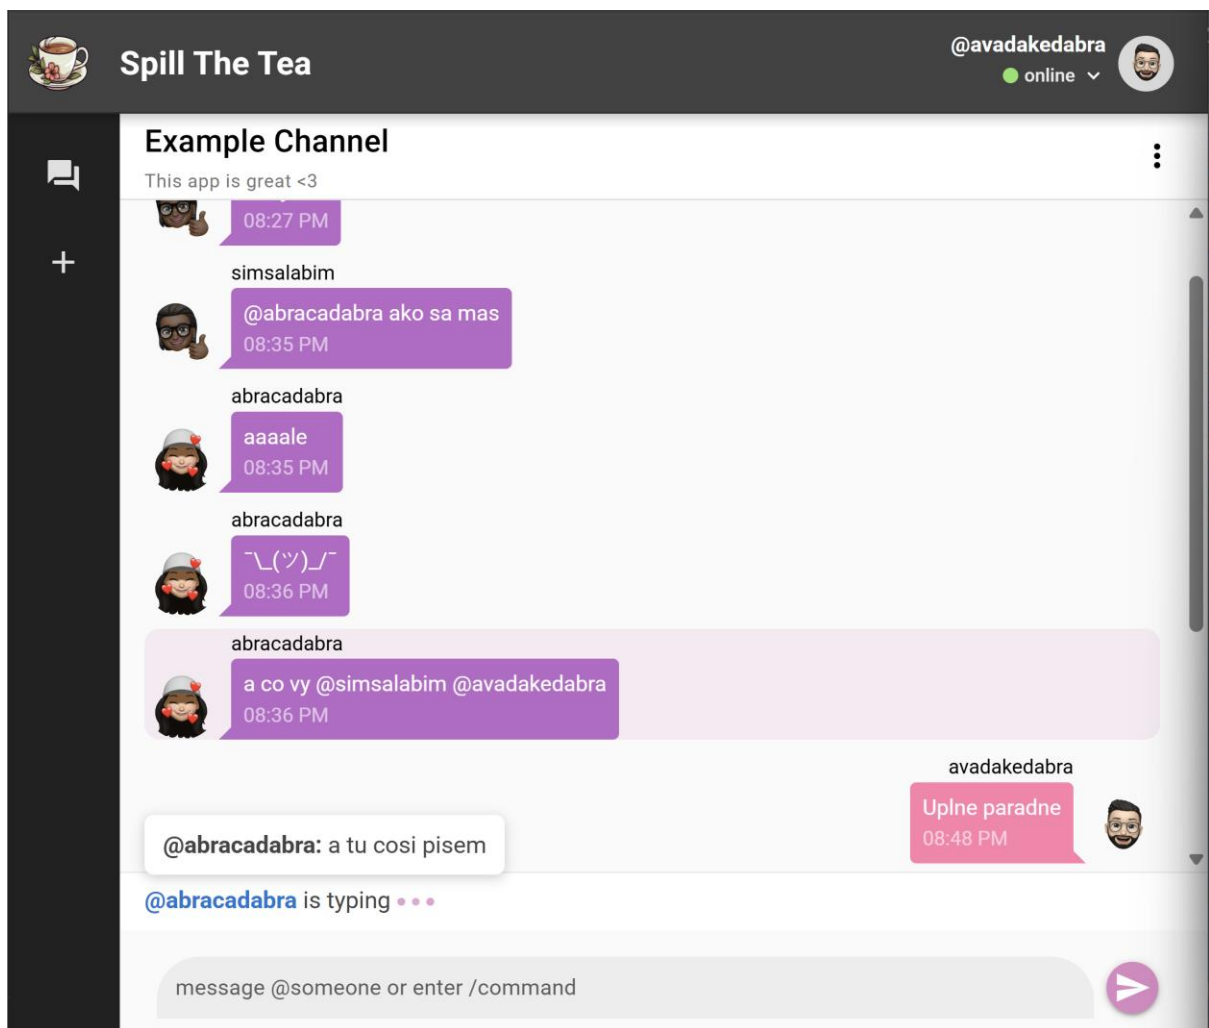 Spill The Tea
@avadakedabra
online
Example Channel
This app is great <3
08:27 PM
simsalabim
@abracadabra ako sa mas
08:35 PM
abracadabra
aaaale
08:35 PM
abracadabra
¯\_(ツ)_/¯
08:36 PM
abracadabra
a co vy @simsalabim @avadakedabra
08:36 PM
avadakedabra
Uplne paradne
08:48 PM
@abracadabra: a tu cosi pisem
@abracadabra is typing
message @someone or enter /command